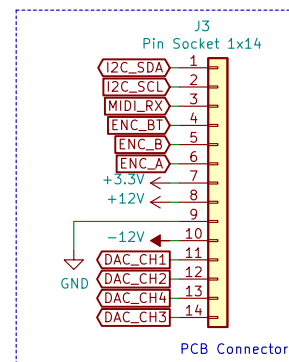 J3
Pin Socket 1x14
I2C_SDA 1
I2C_SCL 2
MIDI_RX 3
ENC_BT 4
ENC_B 5
ENC_A 6
+3.3V 7
+12V 8
9
-12V 10
GND
DAC_CH1 11
DAC_CH2 12
DAC_CH4 13
DAC_CH3 14
PCB Connector